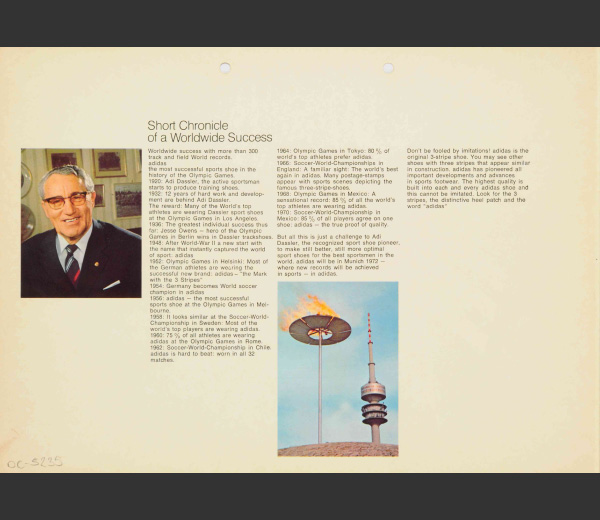 Short Chronicle
of a Worldwide Success
Worldwide success with more than 300
track and field World records.
adidas
the most successful sports shoe in the
history of the Olympic Games.
1920: Adi Dassler, the active sportsman
starts to produce training shoes.
1932: 12 years of hard work and develop-
ment are behind Adi Dassler.
The reward: Many of the World's top
athletes are wearing Dassler sport shoes
at the Olympic Games in Los Angeles.
1936: The greatest individual success thus
far: Jesse Owens — hero of the Olympic
Games in Berlin wins in Dassler trackshoes.
1948: After World-War II a new start with
the name that instantly captured the world
of sport: adidas
1952: Olympic Games in Helsinki: Most of
the German athletes are wearing the
successful new brand: adidas — "the Mark
with the 3 Stripes"
1954: Germany becomes World soccer
champion in adidas
1956: adidas — the most successful
sports shoe at the Olympic Games in Mel-
bourne.
1958: It looks similar at the Soccer-World-
Championship in Sweden: Most of the
world's top players are wearing adidas.
1960: 75 % of all athletes are wearing
adidas at the Olympic Games in Rome.
1962: Soccer-World-Championship in Chile.
adidas is hard to beat: worn in all 32
matches.
1964: Olympic Games in Tokyo: 80 % of
world's top athletes prefer adidas.
1966: Soccer-World-Championships in
England: A familiar sight: The world's best
again in adidas. Many postage-stamps
appear with sports scenes depicting the
famous three-stripe-shoes.
1968: Olympic Games in Mexico: A
sensational record: 85 % of all the world's
top athletes are wearing adidas.
1970: Soccer-World-Championship in
Mexico: 85 % of all players agree on one
shoe: adidas — the true proof of quality.
But all this is just a challenge to Adi
Dassler, the recognized sport shoe pioneer,
to make still better, still more optimal
sport shoes for the best sportsmen in the
world. adidas will be in Munich 1972 —
where new records will be achieved
in sports — in adidas.
Don't be fooled by imitations! adidas is the
original 3-stripe shoe. You may see other
shoes with three stripes that appear similar
in construction. adidas has pioneered all
important developments and advances
in sports footwear. The highest quality is
built into each and every adidas shoe and
this cannot be imitated. Look for the 3
stripes, the distinctive heel patch and the
word "adidas"